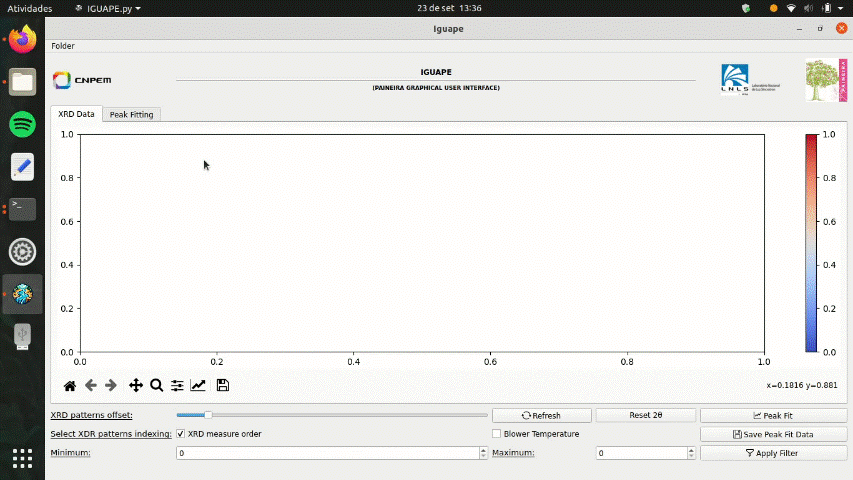 Atividades IGUAPE.py 23 de set 13:36
Iguape
Folder
CNPEM
IGUAPE
(PAINEIRA GRAPHICAL USER INTERFACE)
LNLS
PAINEIRA
XRD Data Peak Fitting
1.0
0.8
0.6
0.4
0.2
0.0
0.0 0.2 0.4 0.6 0.8 1.0
1.0
0.8
0.6
0.4
0.2
0.0
x=0.1816 y=0.881
XRD patterns offset: Refresh Reset 2θ Peak Fit
Select XDR patterns indexing: XRD measure order Blower Temperature Save Peak Fit Data
Minimum: 0 Maximum: 0 Apply Filter